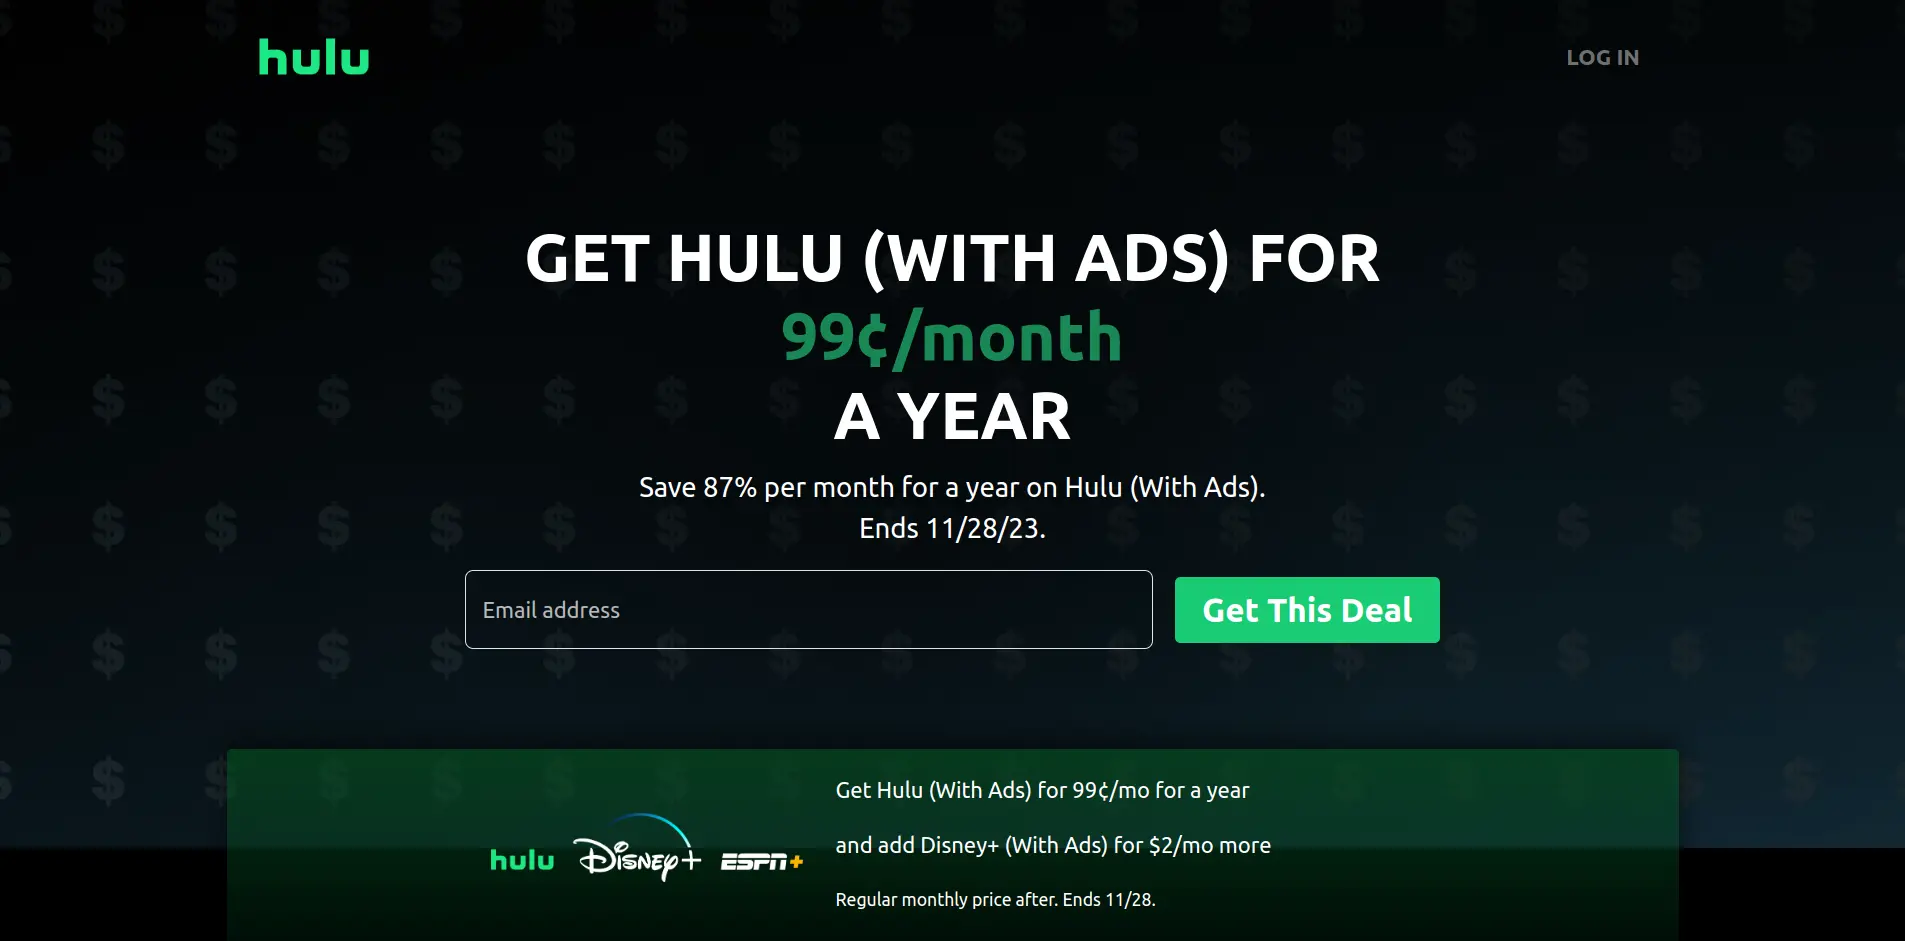 hulu
LOG IN
GET HULU (WITH ADS) FOR
99¢/month
A YEAR
Save 87% per month for a year on Hulu (With Ads).
Ends 11/28/23.
Email address
Get This Deal
hulu Disney+ ESPN+
Get Hulu (With Ads) for 99¢/mo for a year
and add Disney+ (With Ads) for $2/mo more
Regular monthly price after. Ends 11/28.